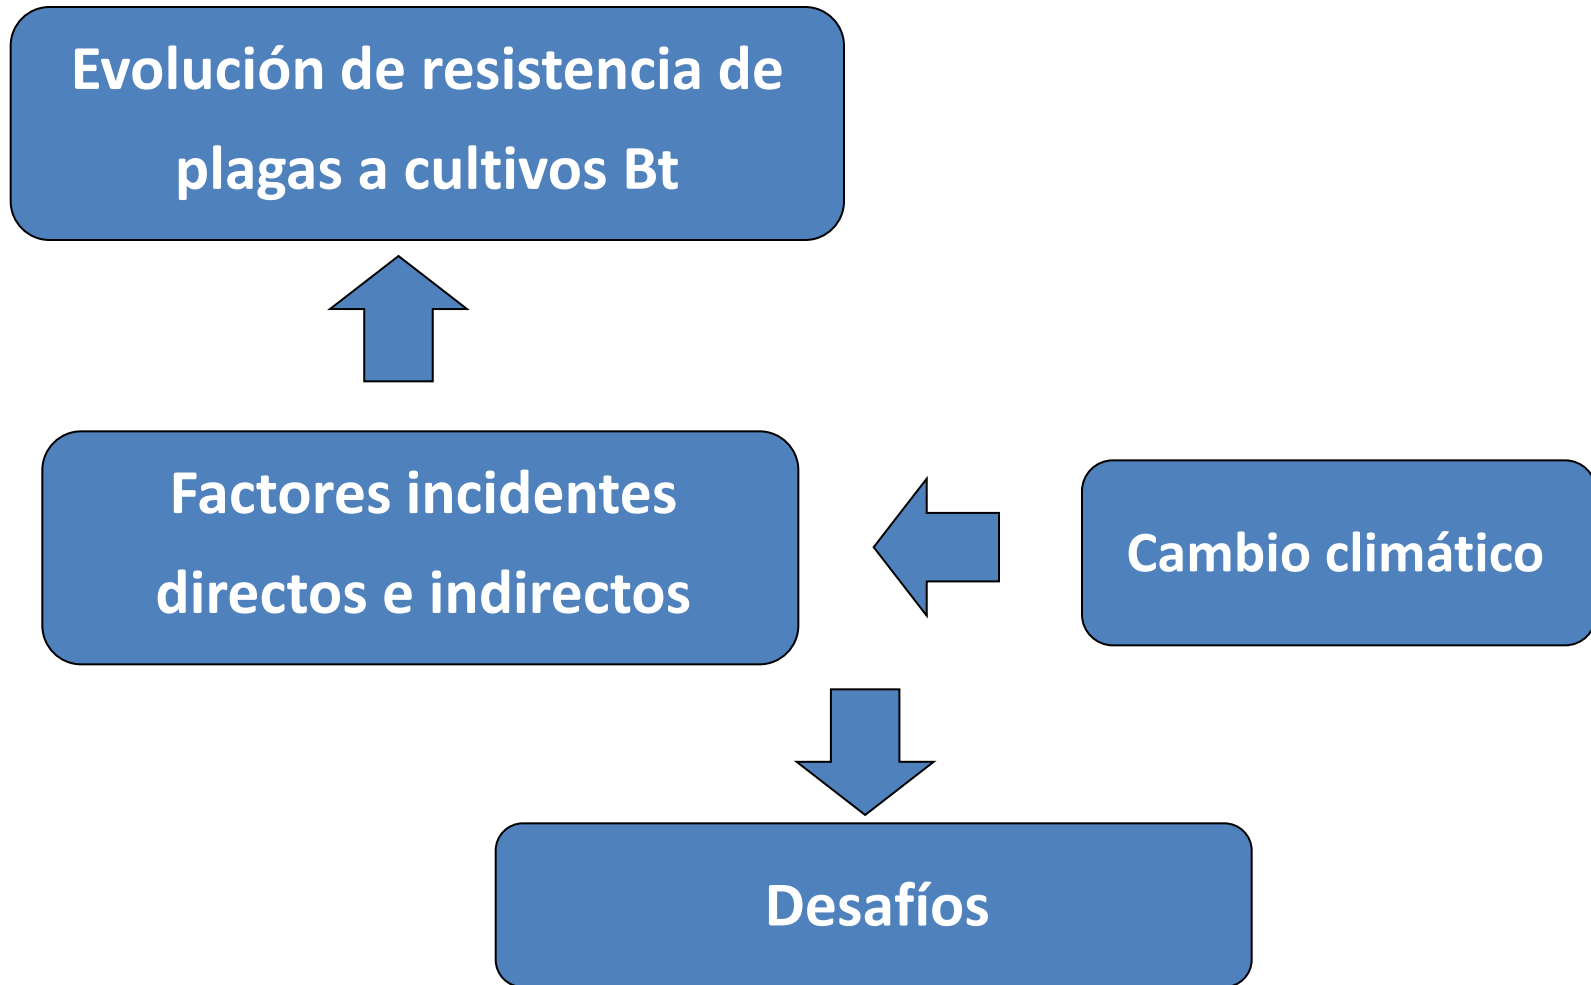 Evolución de resistencia de
plagas a cultivos Bt
Factores incidentes
directos e indirectos
Cambio climático
Desafíos